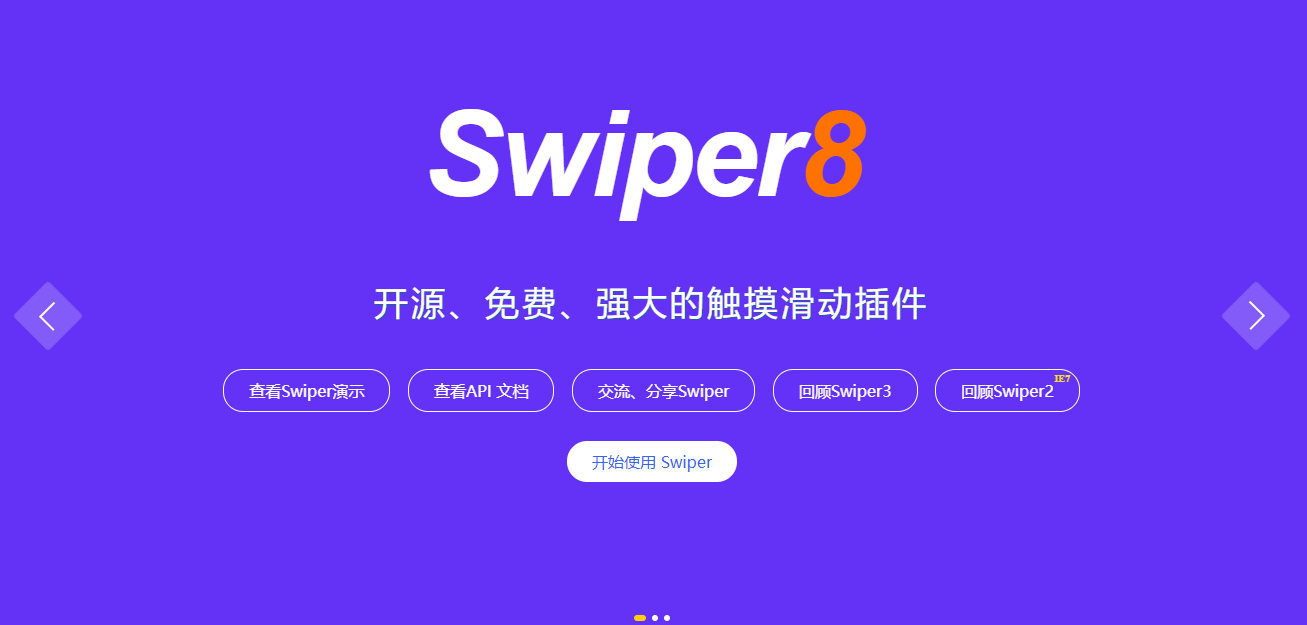 Swiper8
开源、免费、强大的触摸滑动插件
查看Swiper演示
查看API 文档
交流、分享Swiper
回顾Swiper3
回顾Swiper2
IE7
开始使用 Swiper